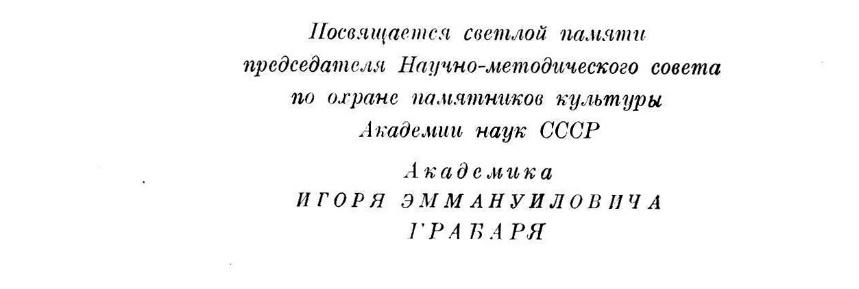 Посвящается светлой памяти
председателя Научно-методического совета
по охране памятников культуры
Академии наук СССР
Академика
ИГОРЯ ЭММАНУИЛОВИЧА
ГРАБАРЯ